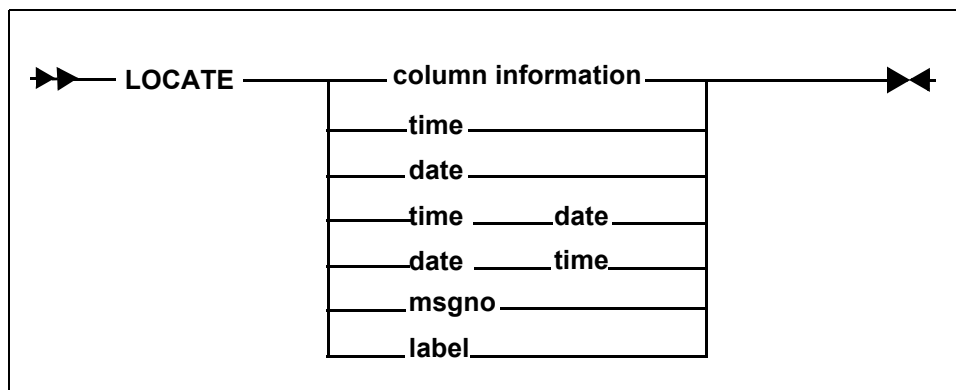 LOCATE column information
time
date
time date
date time
msgno
label